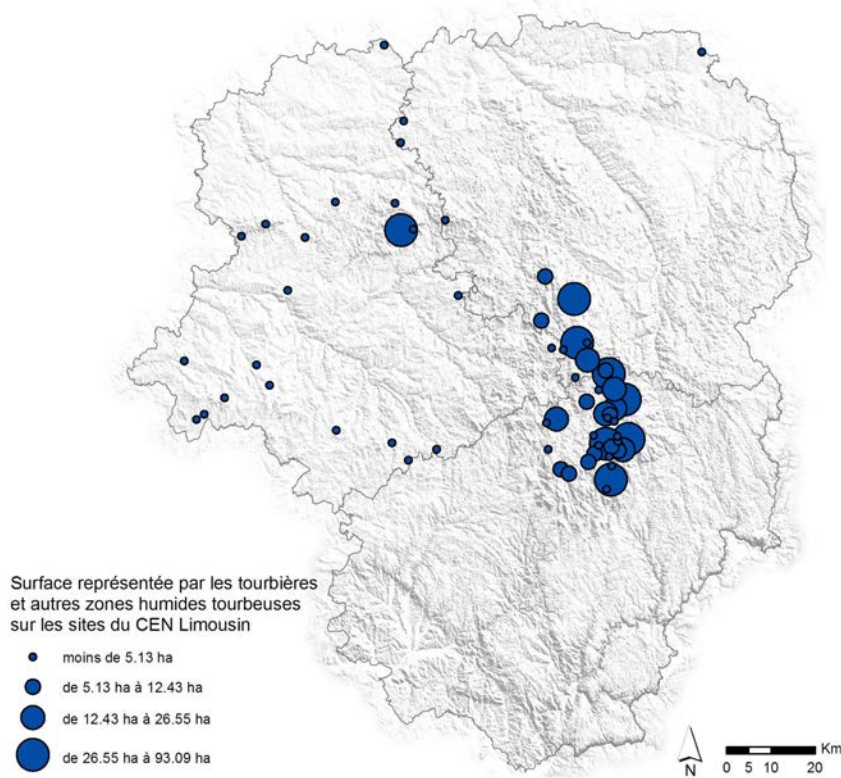 Surface représentée par les tourbières
et autres zones humides tourbeuses
sur les sites du CEN Limousin
moins de 5.13 ha
de 5.13 ha à 12.43 ha
de 12.43 ha à 26.55 ha
de 26.55 ha à 93.09 ha
N
Km
0 5 10 20